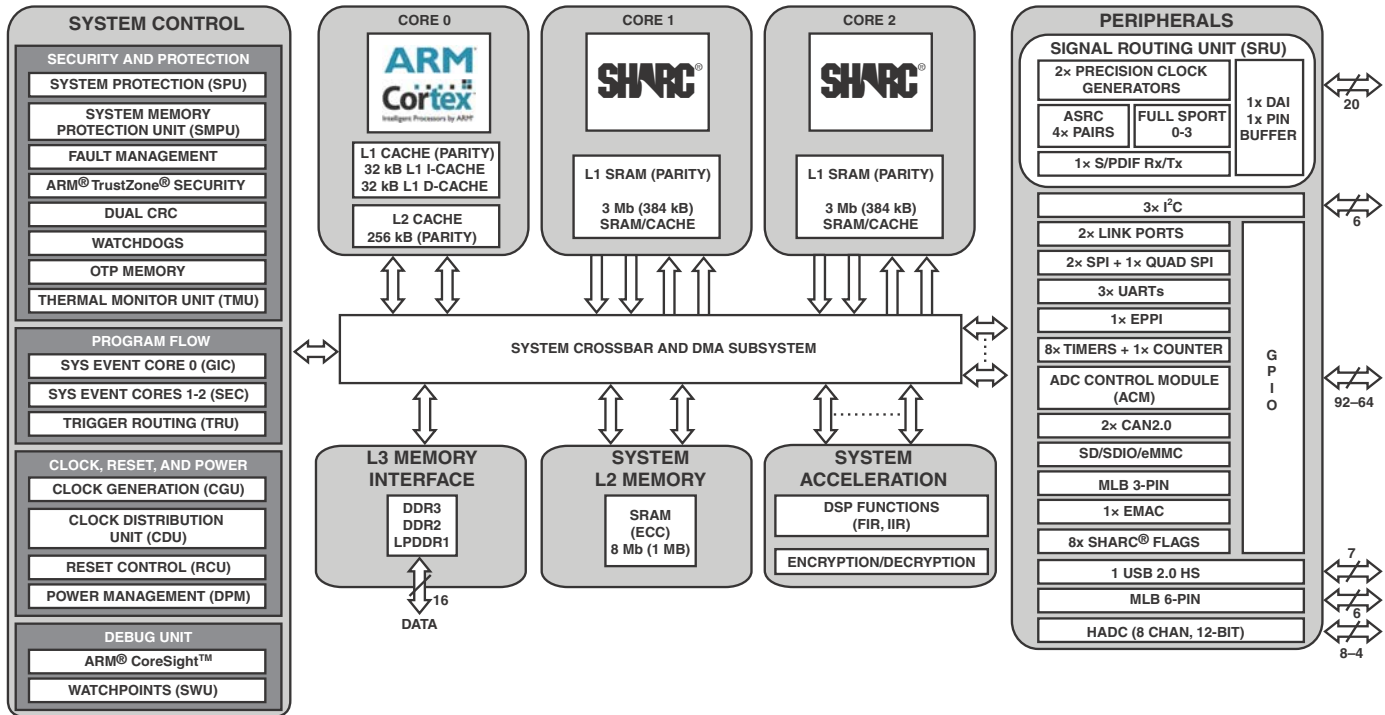 SYSTEM CONTROL
SECURITY AND PROTECTION
SYSTEM PROTECTION (SPU)
SYSTEM MEMORY
PROTECTION UNIT (SMPU)
FAULT MANAGEMENT
ARM® TrustZone® SECURITY
DUAL CRC
WATCHDOGS
OTP MEMORY
THERMAL MONITOR UNIT (TMU)
PROGRAM FLOW
SYS EVENT CORE 0 (GIC)
SYS EVENT CORES 1-2 (SEC)
TRIGGER ROUTING (TRU)
CLOCK, RESET, AND POWER
CLOCK GENERATION (CGU)
CLOCK DISTRIBUTION
UNIT (CDU)
RESET CONTROL (RCU)
POWER MANAGEMENT (DPM)
DEBUG UNIT
ARM® CoreSight™
WATCHPOINTS (SWU)
CORE 0
ARM
Cortex
Intelligent Processors by ARM®
L1 CACHE (PARITY)
32 kB L1 I-CACHE
32 kB L1 D-CACHE
L2 CACHE
256 kB (PARITY)
CORE 1
SHARC®
L1 SRAM (PARITY)
3 Mb (384 kB)
SRAM/CACHE
CORE 2
SHARC®
L1 SRAM (PARITY)
3 Mb (384 kB)
SRAM/CACHE
SYSTEM CROSSBAR AND DMA SUBSYSTEM
L3 MEMORY
INTERFACE
DDR3
DDR2
LPDDR1
16
DATA
SYSTEM
L2 MEMORY
SRAM
(ECC)
8 Mb (1 MB)
SYSTEM
ACCELERATION
DSP FUNCTIONS
(FIR, IIR)
ENCRYPTION/DECRYPTION
PERIPHERALS
SIGNAL ROUTING UNIT (SRU)
2× PRECISION CLOCK
GENERATORS
ASRC
4× PAIRS
FULL SPORT
0-3
1× S/PDIF Rx/Tx
1x DAI
1x PIN
BUFFER
20
3× I²C
6
2× LINK PORTS
2× SPI + 1× QUAD SPI
3× UARTs
1× EPPI
8× TIMERS + 1× COUNTER
ADC CONTROL MODULE
(ACM)
2× CAN2.0
SD/SDIO/eMMC
MLB 3-PIN
1× EMAC
8x SHARC® FLAGS
G
P
I
O
92–64
1 USB 2.0 HS
7
MLB 6-PIN
6
HADC (8 CHAN, 12-BIT)
8–4